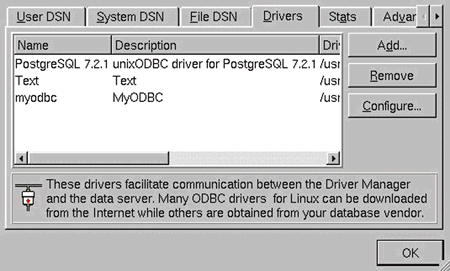 User DSN System DSN File DSN Drivers Stats Advar
Name Description Dri
PostgreSQL 7.2.1 unixODBC driver for PostgreSQL 7.2.1 /usr
Text Text /usr
myodbc MyODBC /usr
Add...
Remove
Configure...
These drivers facilitate communication between the Driver Manager
and the data server. Many ODBC drivers for Linux can be downloaded
from the Internet while others are obtained from your database vendor.
OK